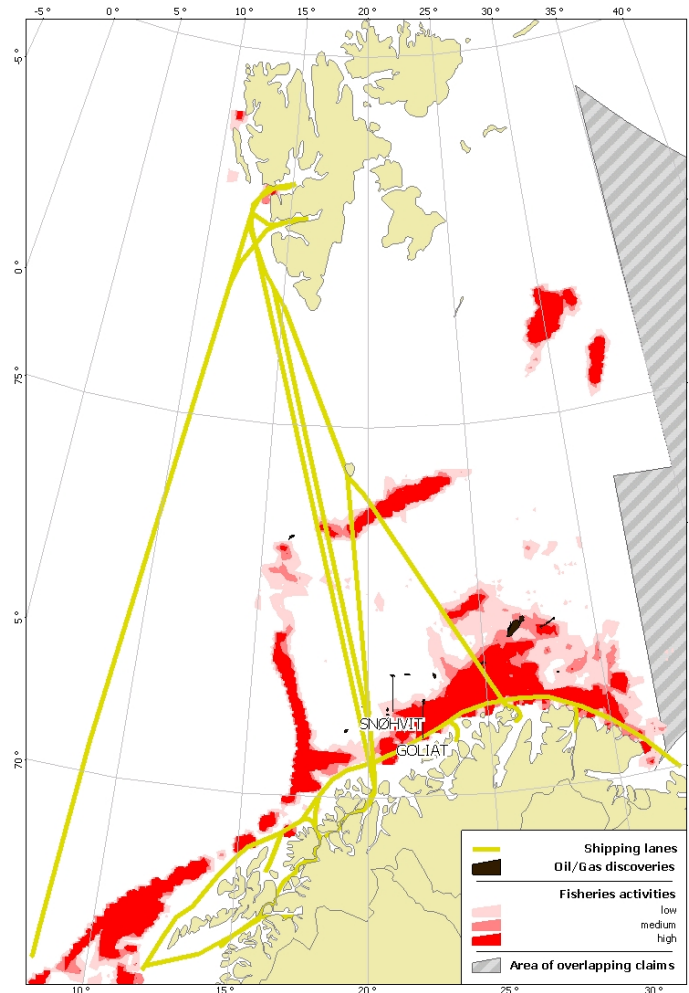 -5° 0° 5° 10° 15° 20° 25° 30° 35° 40°
5°
0°
75°
5°
SNØHVIT
GOLIAT
70°
Shipping lanes
Oil/Gas discoveries
Fisheries activities
low
medium
high
Area of overlapping claims
10° 15° 20° 25° 30°